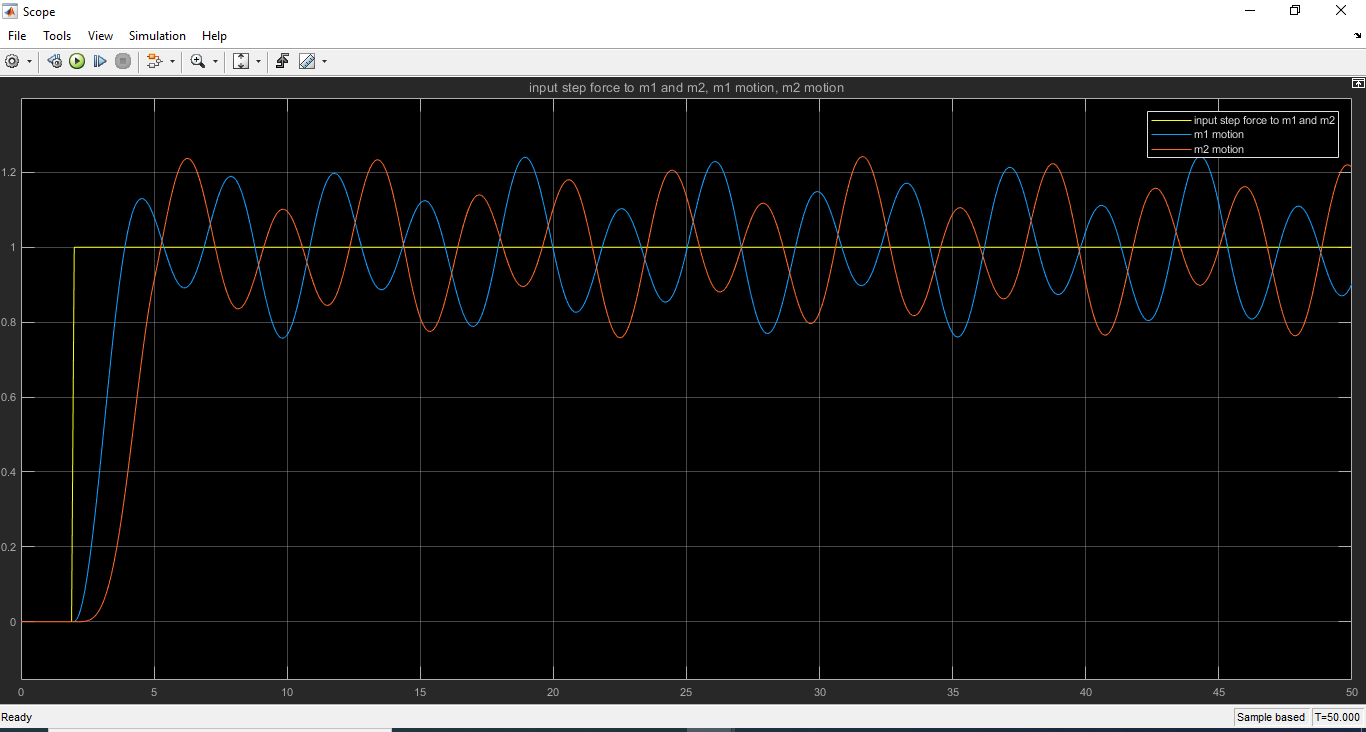 Scope
File Tools View Simulation Help
input step force to m1 and m2, m1 motion, m2 motion
input step force to m1 and m2
m1 motion
m2 motion
1.2
1
0.8
0.6
0.4
0.2
0
0 5 10 15 20 25 30 35 40 45 50
Ready
Sample based T=50.000